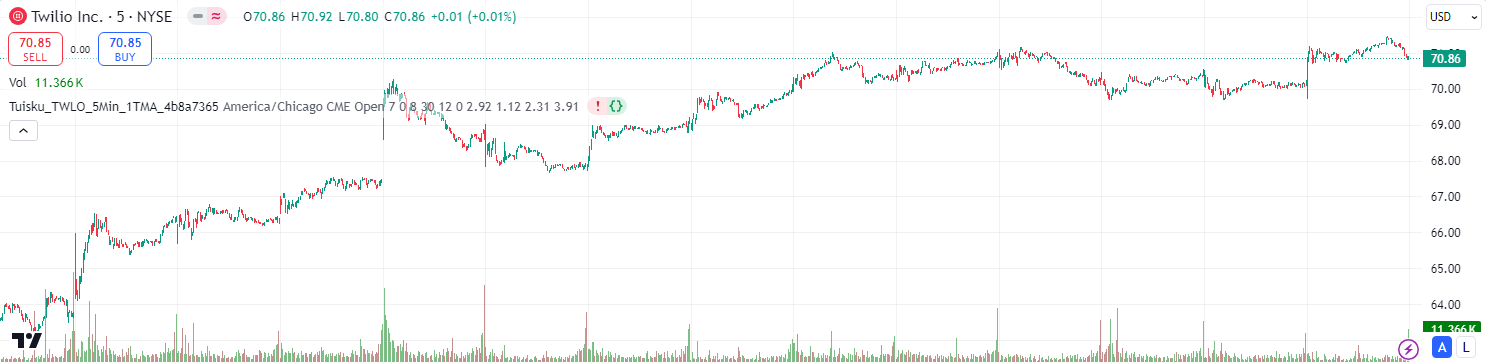 Twilio Inc. · 5 · NYSE O70.86 H70.92 L70.80 C70.86 +0.01 (+0.01%)
USD
70.85 SELL 0.00 70.85 BUY
Vol 11.366K
Tuisku_TWLO_5Min_1TMA_4b8a7365 America/Chicago CME Open 7 0 8 30 12 0 2.92 1.12 2.31 3.91
70.86
70.00
69.00
68.00
67.00
66.00
65.00
64.00
11.366K
A L